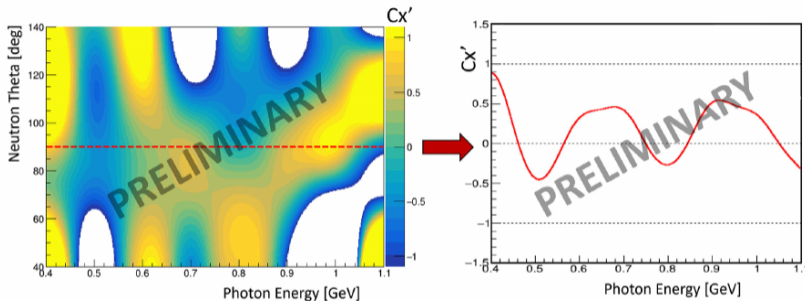 Cx’
Neutron Theta [deg]
140
120
100
80
60
40
0.4 0.5 0.6 0.7 0.8 0.9 1 1.1
Photon Energy [GeV]
1
0.5
0
-0.5
-1
PRELIMINARY
Cx’
1.5
1
0.5
0
-0.5
-1
-1.5
0.4 0.5 0.6 0.7 0.8 0.9 1 1.1
Photon Energy [GeV]
PRELIMINARY